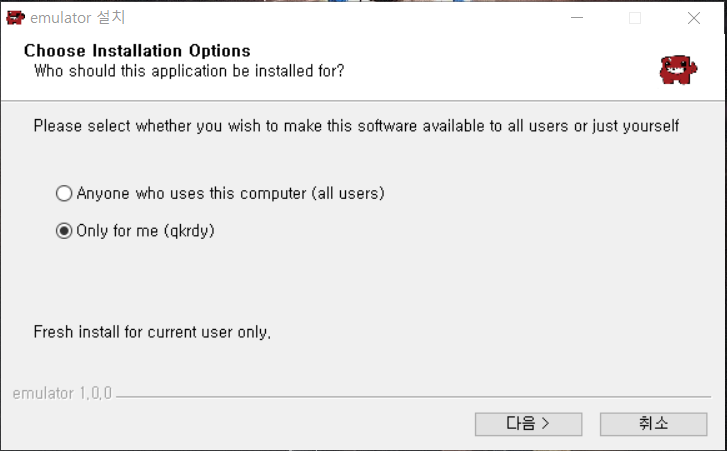 emulator 설치
Choose Installation Options
Who should this application be installed for?
Please select whether you wish to make this software available to all users or just yourself
Anyone who uses this computer (all users)
Only for me (qkrdy)
Fresh install for current user only.
emulator 1.0.0
다음 >
취소